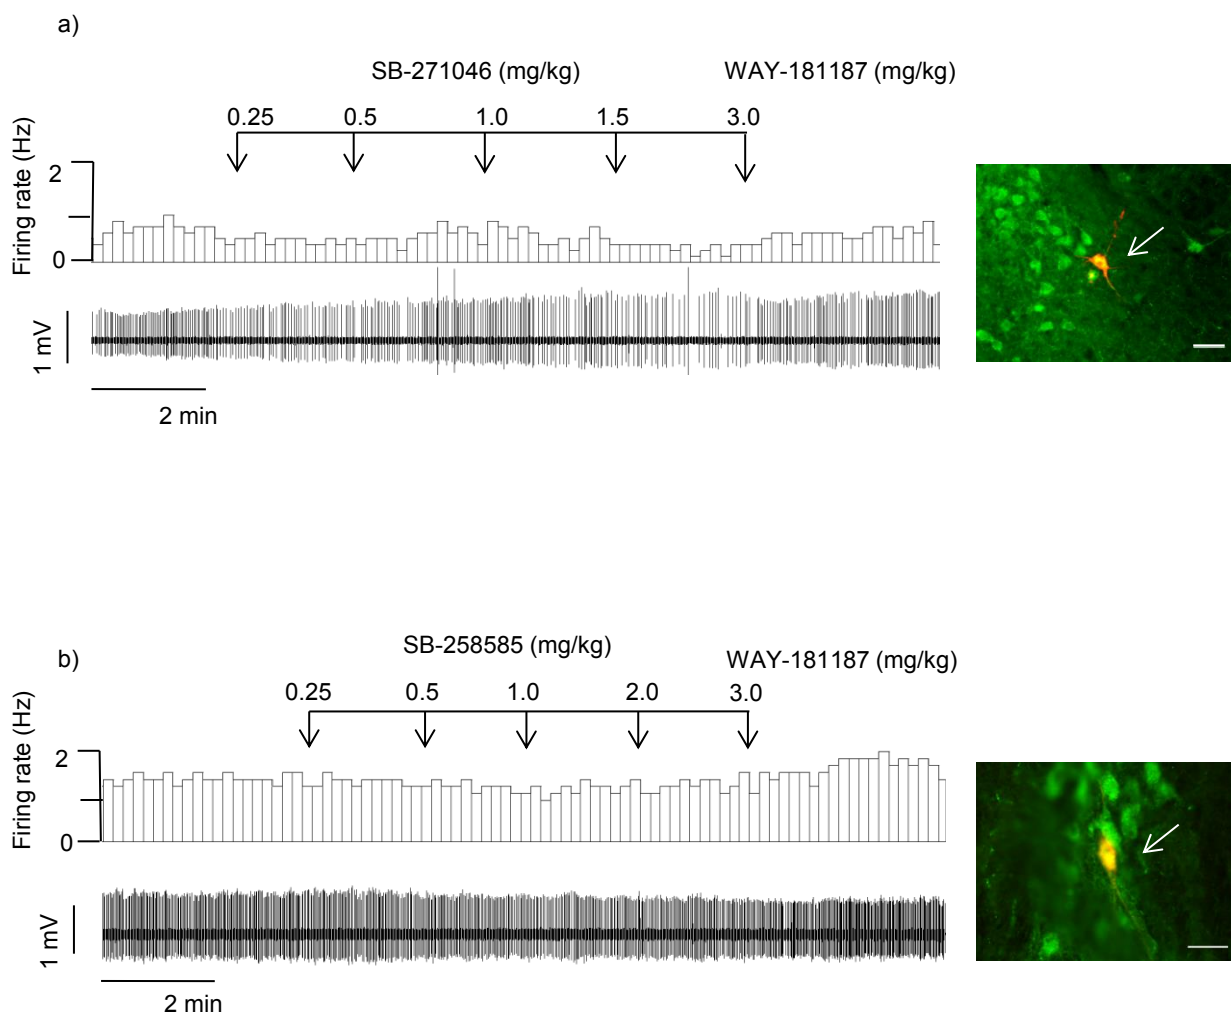 a)
SB-271046 (mg/kg) WAY-181187 (mg/kg)
0.25 0.5 1.0 1.5 3.0
Firing rate (Hz)
2
0
1 mV
2 min
b)
SB-258585 (mg/kg) WAY-181187 (mg/kg)
0.25 0.5 1.0 2.0 3.0
Firing rate (Hz)
2
0
1 mV
2 min